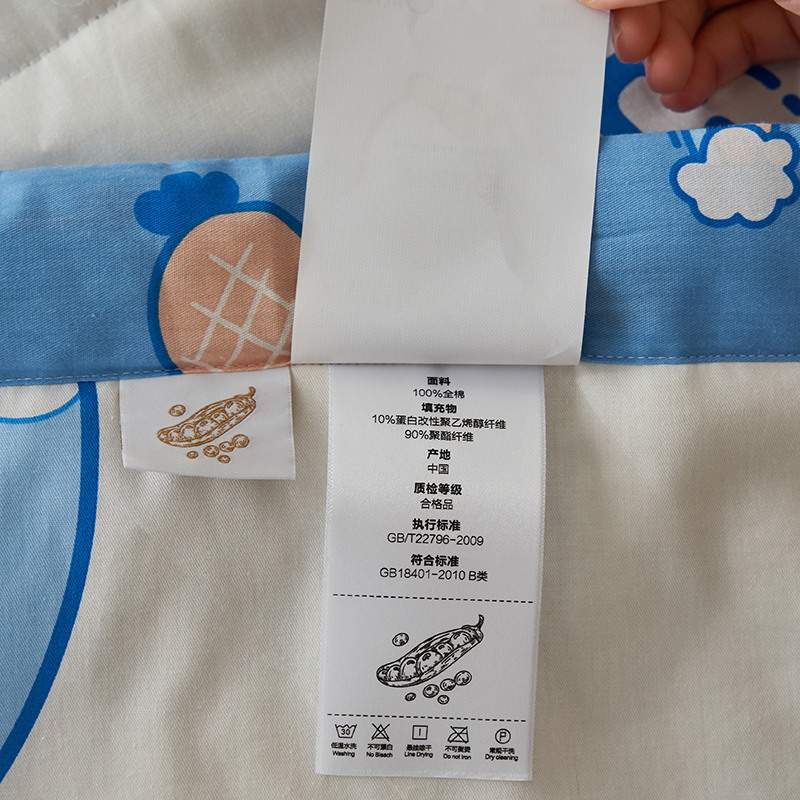 面料
100%全棉
填充物
10%蛋白改性聚乙烯醇纤维
90%聚酯纤维
产地
中国
质检等级
合格品
执行标准
GB/T22796-2009
符合标准
GB18401-2010 B类
30 P
低温水洗 不可漂白 悬挂晾干 不可熨烫 常规干洗
Washing No Bleach Line Drying Do not Iron Dry cleaning